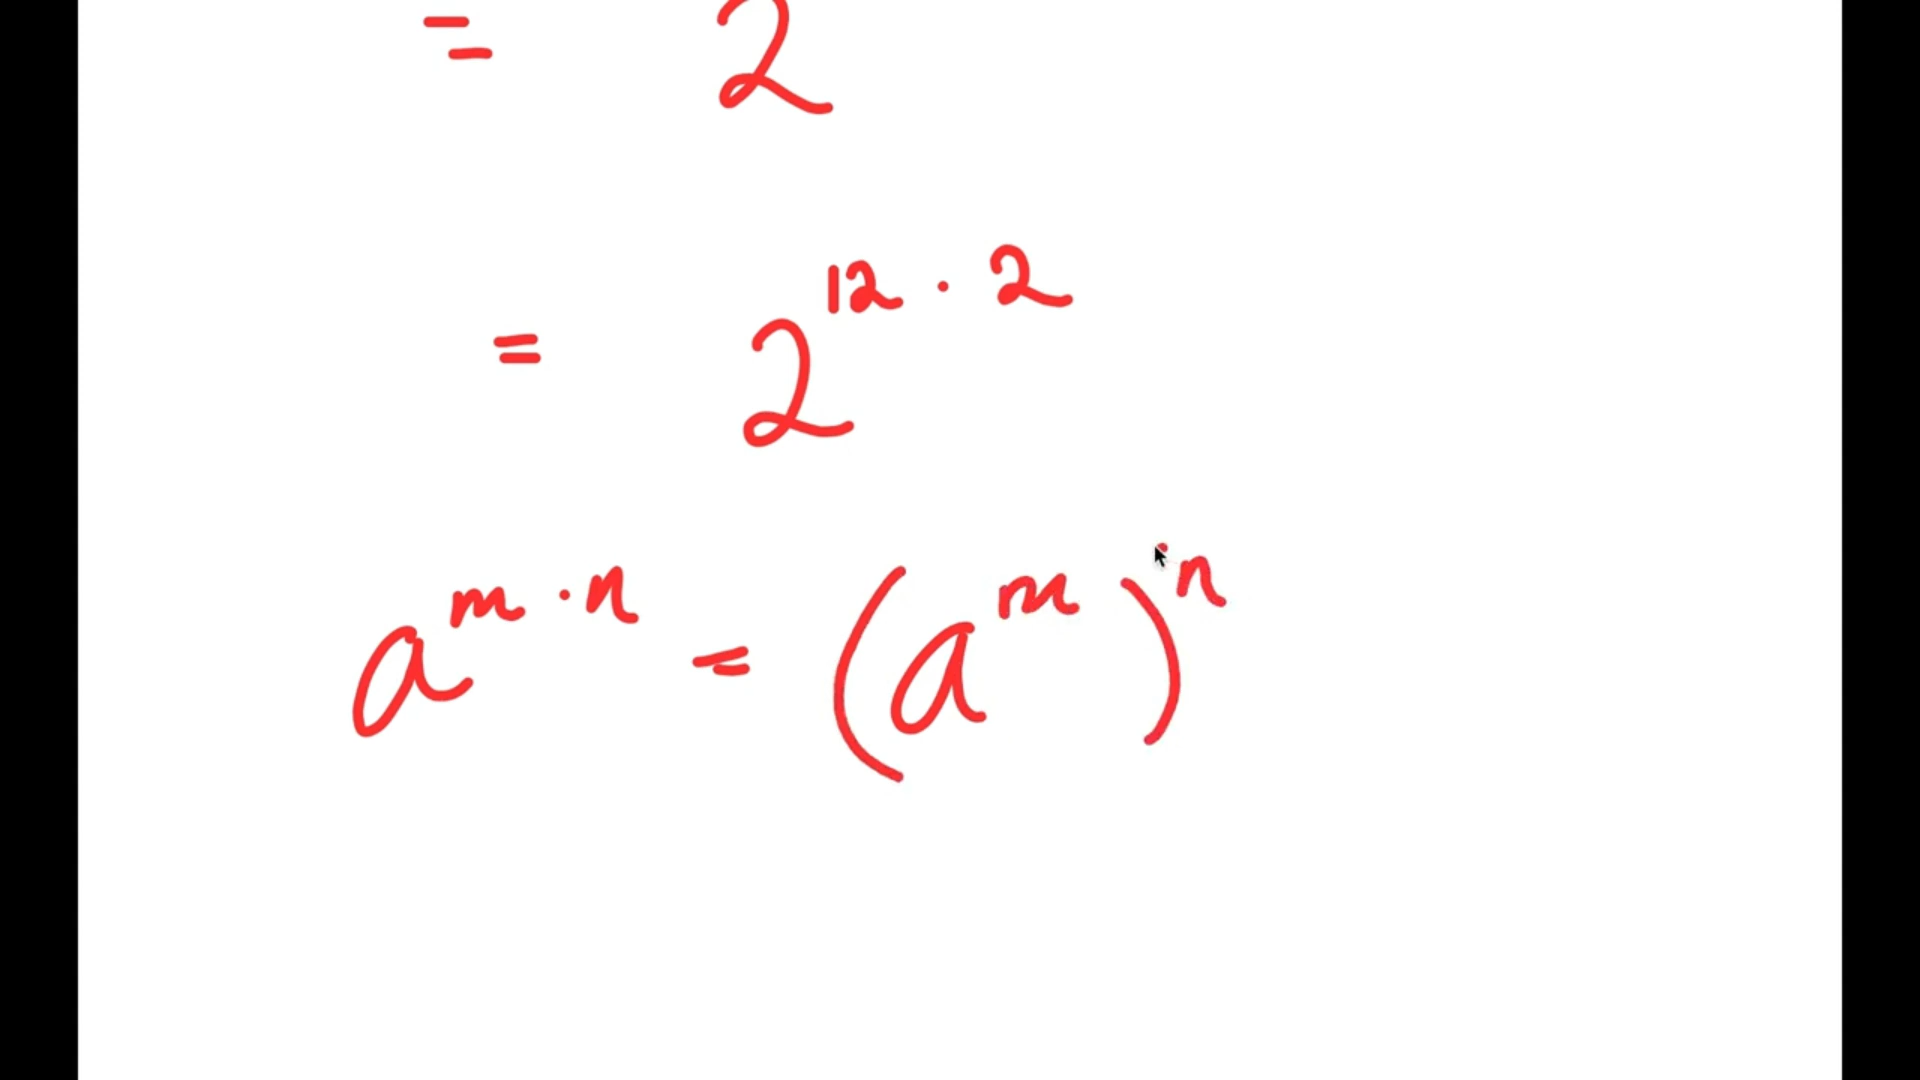 = 2
= 2^{12 · 2}
a^{m · n} = (a^m)^{· n}